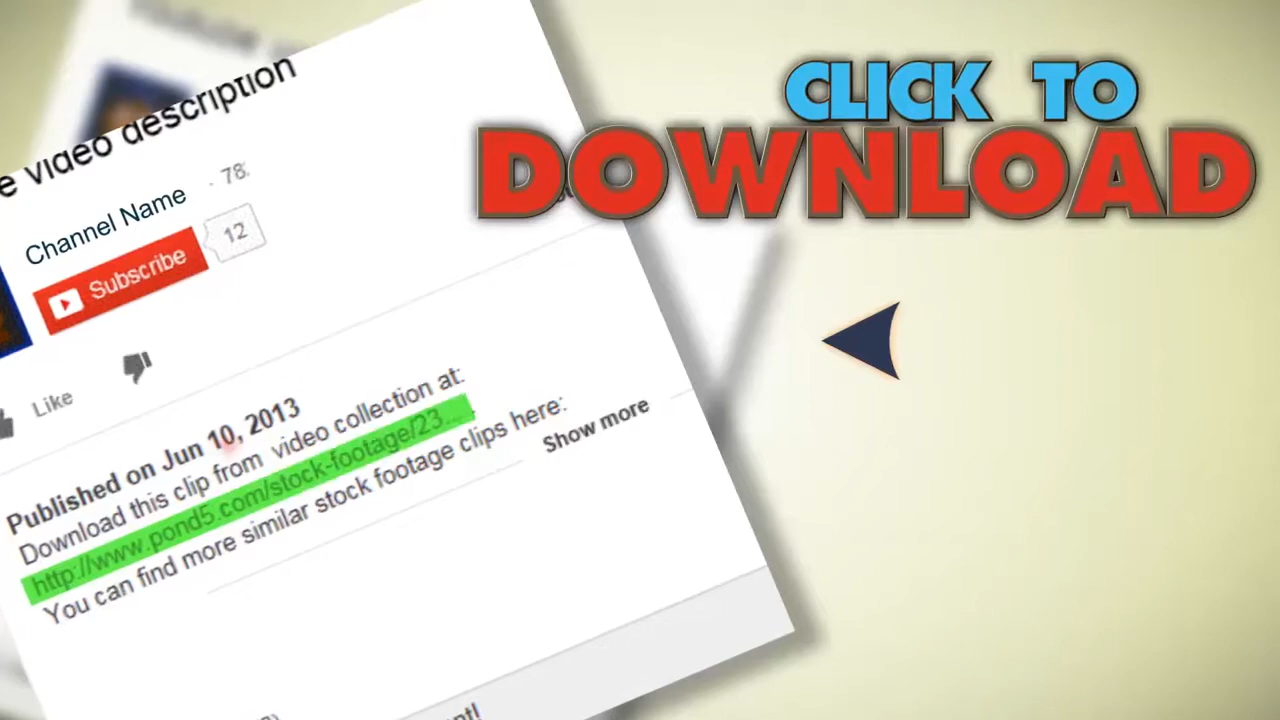 CLICK TO
DOWNLOAD
e video description
Channel Name
78
Subscribe
12
Like
Published on Jun 10, 2013
Download this clip from video collection at:
http://www.pond5.com/stock-footage/23...
You can find more similar stock footage clips here:
Show more